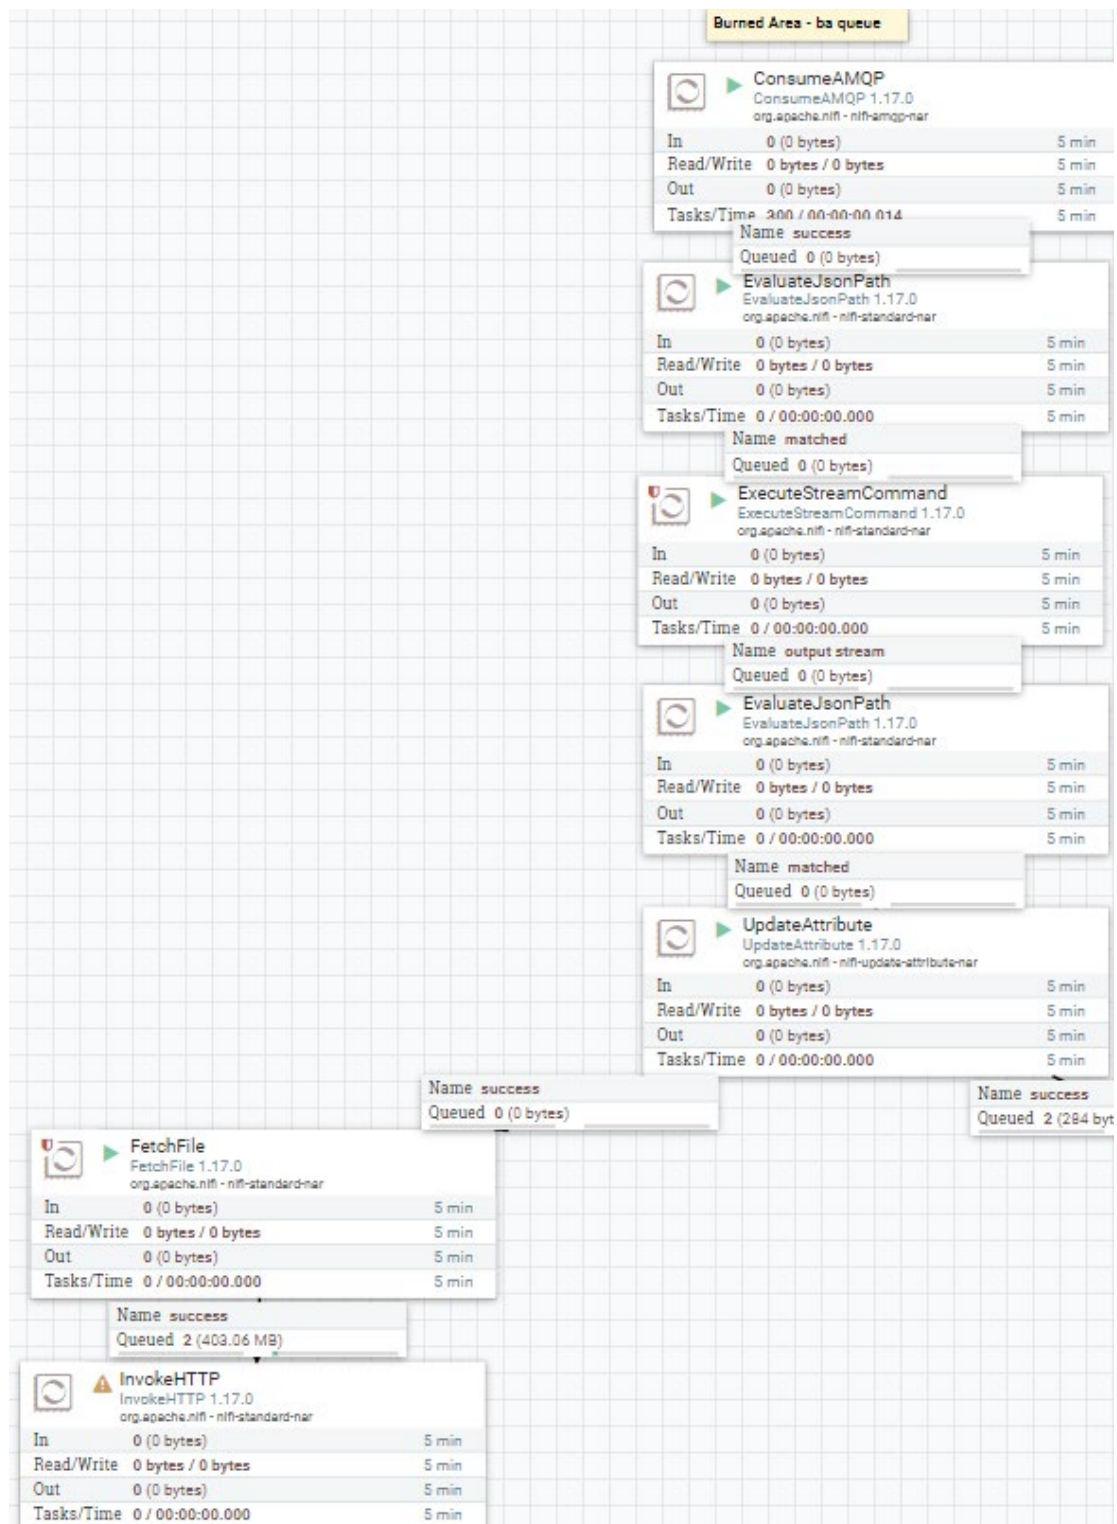 Burned Area - ba queue
ConsumeAMQP
ConsumeAMQP 1.17.0
org.apache.nifi - nifi-amqp-nar
In 0 (0 bytes) 5 min
Read/Write 0 bytes / 0 bytes 5 min
Out 0 (0 bytes) 5 min
Tasks/Time 300 / 00:00:00.014 5 min
Name success
Queued 0 (0 bytes)
EvaluateJsonPath
EvaluateJsonPath 1.17.0
org.apache.nifi - nifi-standard-nar
In 0 (0 bytes) 5 min
Read/Write 0 bytes / 0 bytes 5 min
Out 0 (0 bytes) 5 min
Tasks/Time 0 / 00:00:00.000 5 min
Name matched
Queued 0 (0 bytes)
ExecuteStreamCommand
ExecuteStreamCommand 1.17.0
org.apache.nifi - nifi-standard-nar
In 0 (0 bytes) 5 min
Read/Write 0 bytes / 0 bytes 5 min
Out 0 (0 bytes) 5 min
Tasks/Time 0 / 00:00:00.000 5 min
Name output stream
Queued 0 (0 bytes)
EvaluateJsonPath
EvaluateJsonPath 1.17.0
org.apache.nifi - nifi-standard-nar
In 0 (0 bytes) 5 min
Read/Write 0 bytes / 0 bytes 5 min
Out 0 (0 bytes) 5 min
Tasks/Time 0 / 00:00:00.000 5 min
Name matched
Queued 0 (0 bytes)
UpdateAttribute
UpdateAttribute 1.17.0
org.apache.nifi - nifi-update-attribute-nar
In 0 (0 bytes) 5 min
Read/Write 0 bytes / 0 bytes 5 min
Out 0 (0 bytes) 5 min
Tasks/Time 0 / 00:00:00.000 5 min
Name success
Queued 0 (0 bytes)
Name success
Queued 2 (284 byt
FetchFile
FetchFile 1.17.0
org.apache.nifi - nifi-standard-nar
In 0 (0 bytes) 5 min
Read/Write 0 bytes / 0 bytes 5 min
Out 0 (0 bytes) 5 min
Tasks/Time 0 / 00:00:00.000 5 min
Name success
Queued 2 (403.06 MB)
InvokeHTTP
InvokeHTTP 1.17.0
org.apache.nifi - nifi-standard-nar
In 0 (0 bytes) 5 min
Read/Write 0 bytes / 0 bytes 5 min
Out 0 (0 bytes) 5 min
Tasks/Time 0 / 00:00:00.000 5 min